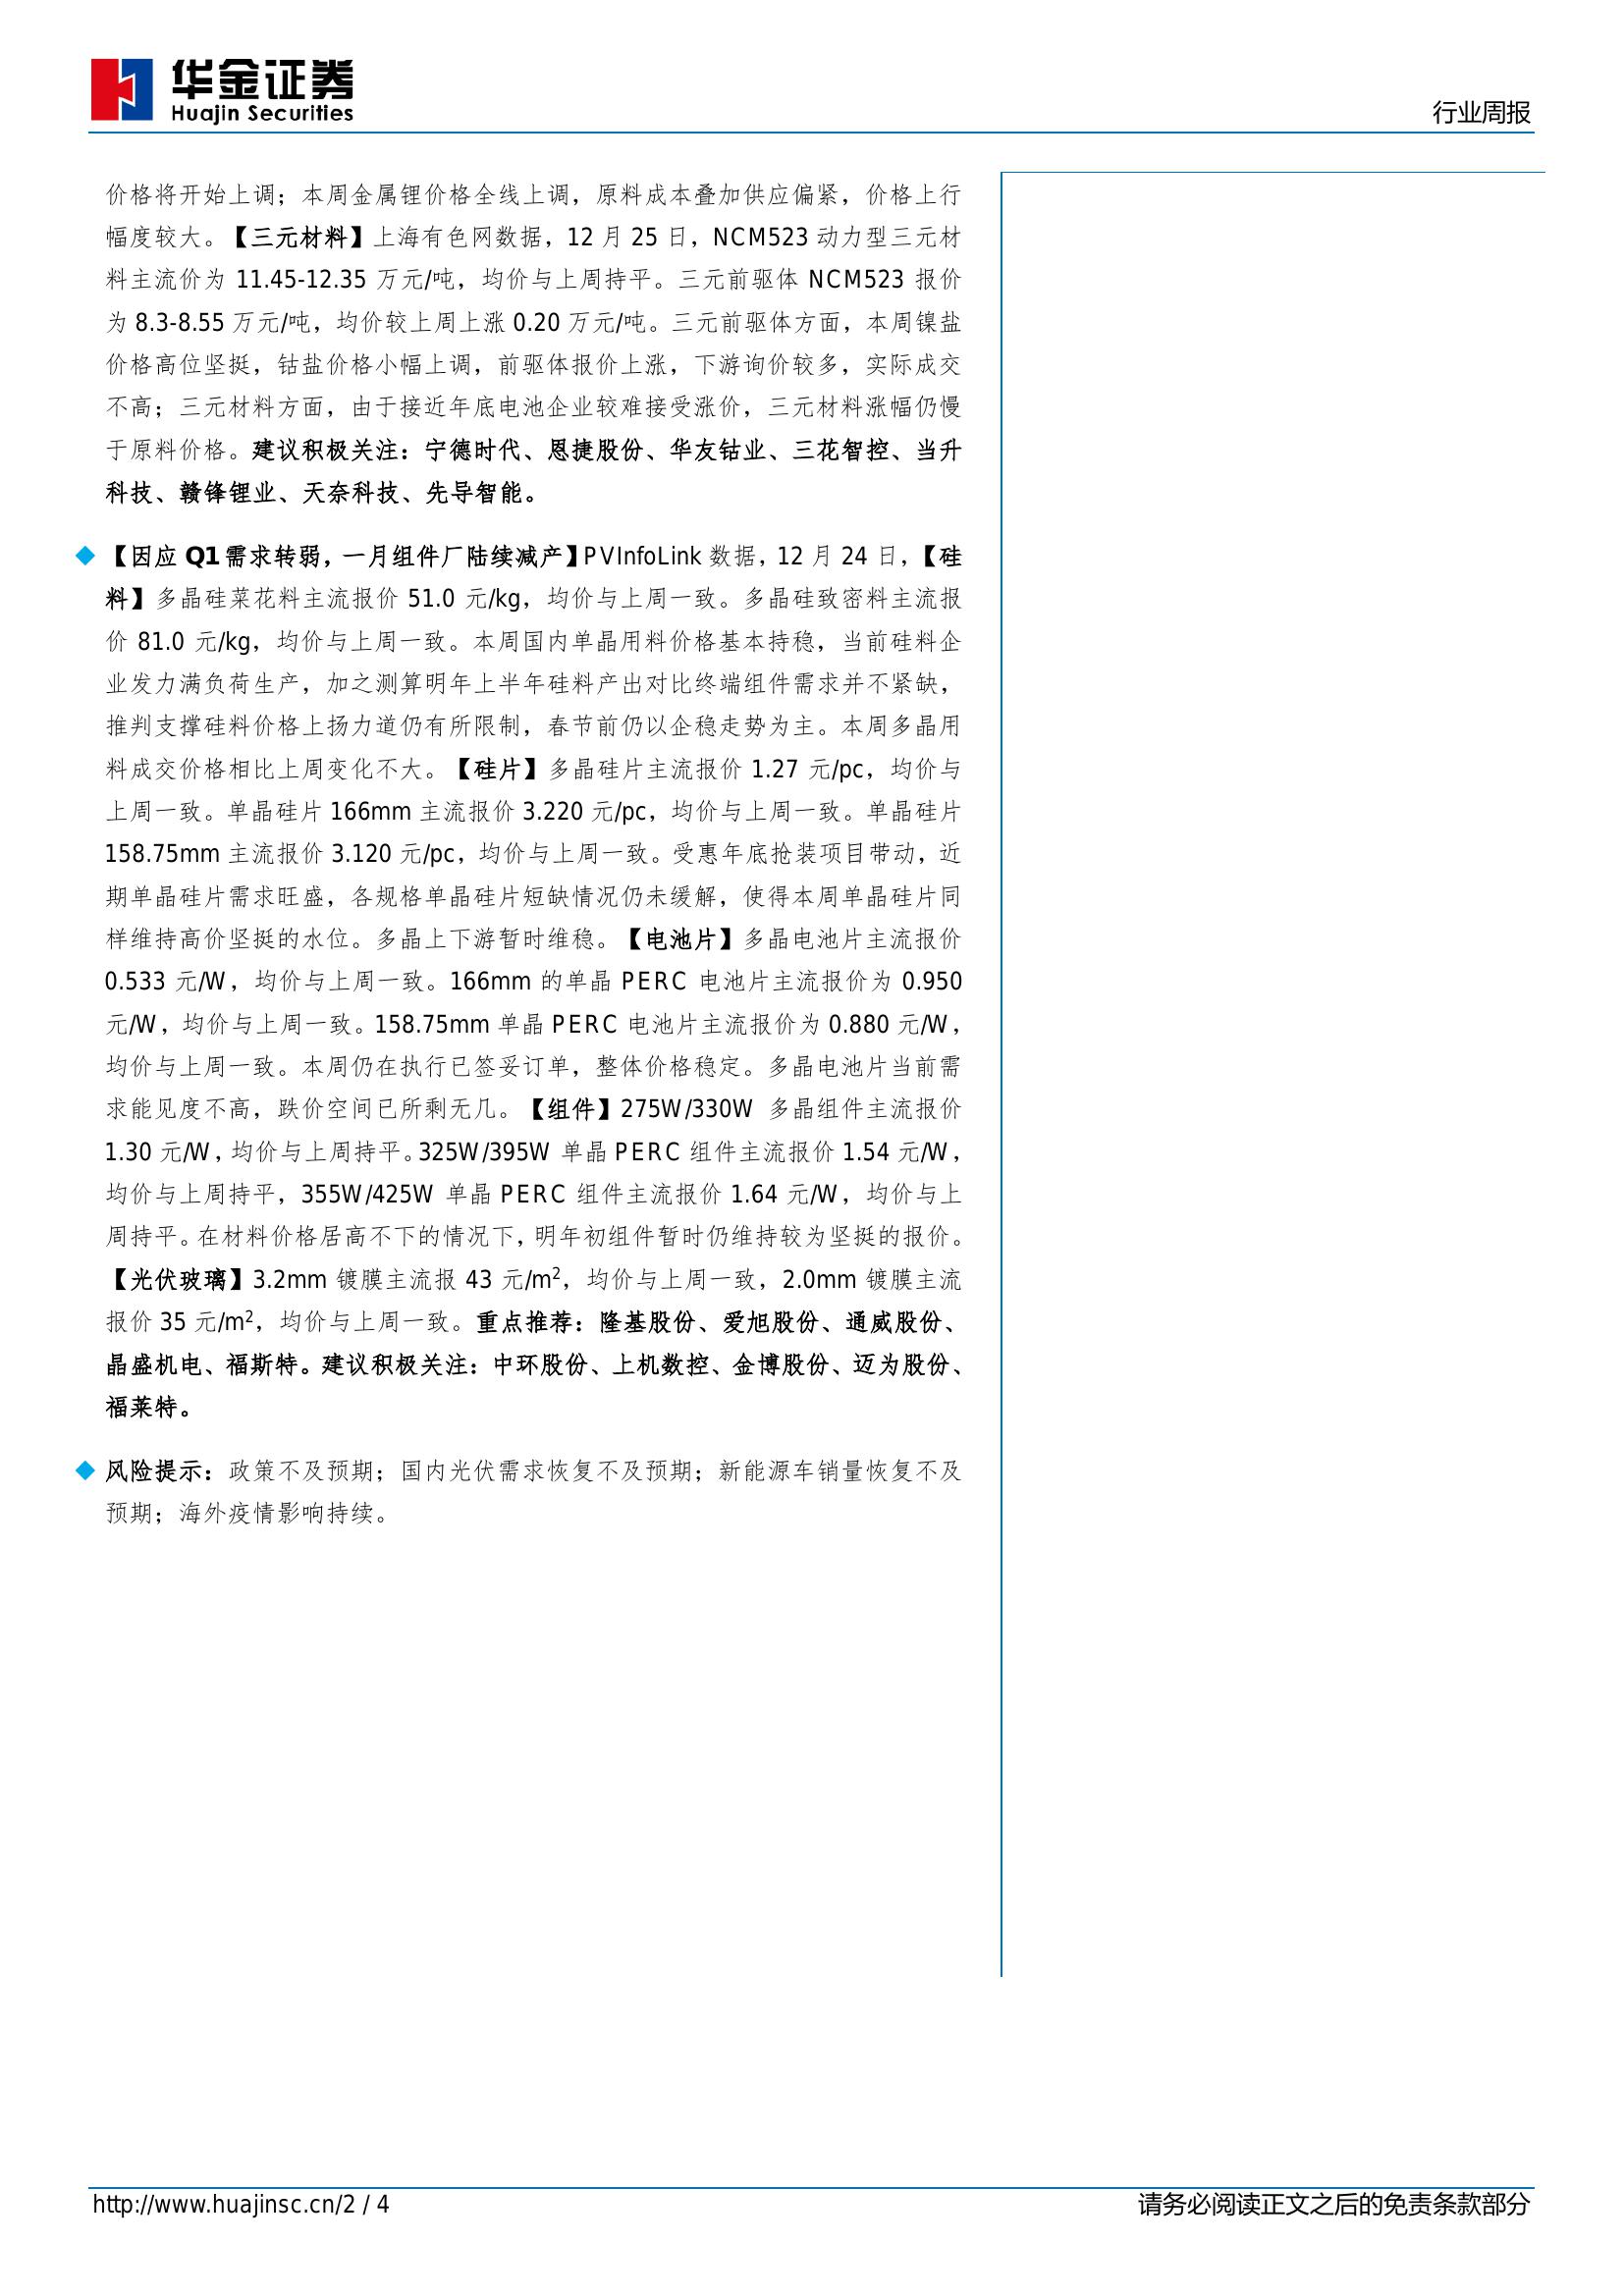 华金证券
Huajin Securities
行业周报
价格将开始上调；本周金属锂价格全线上调，原料成本叠加供应偏紧，价格上行
幅度较大。【三元材料】上海有色网数据，12 月 25 日，NCM523 动力型三元材
料主流价为 11.45-12.35 万元/吨，均价与上周持平。三元前驱体 NCM523 报价
为 8.3-8.55 万元/吨，均价较上周上涨 0.20 万元/吨。三元前驱体方面，本周镍盐
价格高位坚挺，钴盐价格小幅上调，前驱体报价上涨，下游询价较多，实际成交
不高；三元材料方面，由于接近年底电池企业较难接受涨价，三元材料涨幅仍慢
于原料价格。建议积极关注：宁德时代、恩捷股份、华友钴业、三花智控、当升
科技、赣锋锂业、天奈科技、先导智能。
◆ 【因应 Q1 需求转弱，一月组件厂陆续减产】PVInfoLink 数据，12 月 24 日，【硅
料】多晶硅菜花料主流报价 51.0 元/kg，均价与上周一致。多晶硅致密料主流报
价 81.0 元/kg，均价与上周一致。本周国内单晶用料价格基本持稳，当前硅料企
业发力满负荷生产，加之测算明年上半年硅料产出对比终端组件需求并不紧缺，
推判支撑硅料价格上扬力道仍有所限制，春节前仍以企稳走势为主。本周多晶用
料成交价格相比上周变化不大。【硅片】多晶硅片主流报价 1.27 元/pc，均价与
上周一致。单晶硅片 166mm 主流报价 3.220 元/pc，均价与上周一致。单晶硅片
158.75mm 主流报价 3.120 元/pc，均价与上周一致。受惠年底抢装项目带动，近
期单晶硅片需求旺盛，各规格单晶硅片短缺情况仍未缓解，使得本周单晶硅片同
样维持高价坚挺的水位。多晶上下游暂时维稳。【电池片】多晶电池片主流报价
0.533 元/W，均价与上周一致。166mm 的单晶 PERC 电池片主流报价为 0.950
元/W，均价与上周一致。158.75mm 单晶 PERC 电池片主流报价为 0.880 元/W，
均价与上周一致。本周仍在执行已签妥订单，整体价格稳定。多晶电池片当前需
求能见度不高，跌价空间已所剩无几。【组件】275W/330W 多晶组件主流报价
1.30 元/W，均价与上周持平。325W/395W 单晶 PERC 组件主流报价 1.54 元/W，
均价与上周持平，355W/425W 单晶 PERC 组件主流报价 1.64 元/W，均价与上
周持平。在材料价格居高不下的情况下，明年初组件暂时仍维持较为坚挺的报价。
【光伏玻璃】3.2mm 镀膜主流报 43 元/m²，均价与上周一致，2.0mm 镀膜主流
报价 35 元/m²，均价与上周一致。重点推荐：隆基股份、爱旭股份、通威股份、
晶盛机电、福斯特。建议积极关注：中环股份、上机数控、金博股份、迈为股份、
福莱特。
◆ 风险提示：政策不及预期；国内光伏需求恢复不及预期；新能源车销量恢复不及
预期；海外疫情影响持续。
http://www.huajinsc.cn/2 / 4
请务必阅读正文之后的免责条款部分